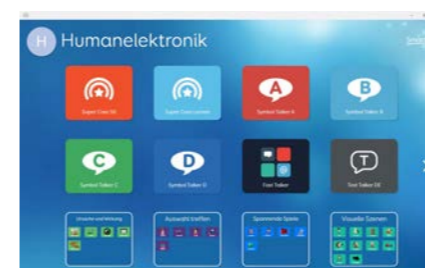 H Humanelektronik
Super Core 50
Super Core Lernen
A
Symbol Talker A
B
Symbol Talker B
C
Symbol Talker C
D
Symbol Talker D
Fast Talker
T
Text Talker DE
Ursache und Wirkung
Auswahl treffen
Spannende Spiele
Visuelle Szenen